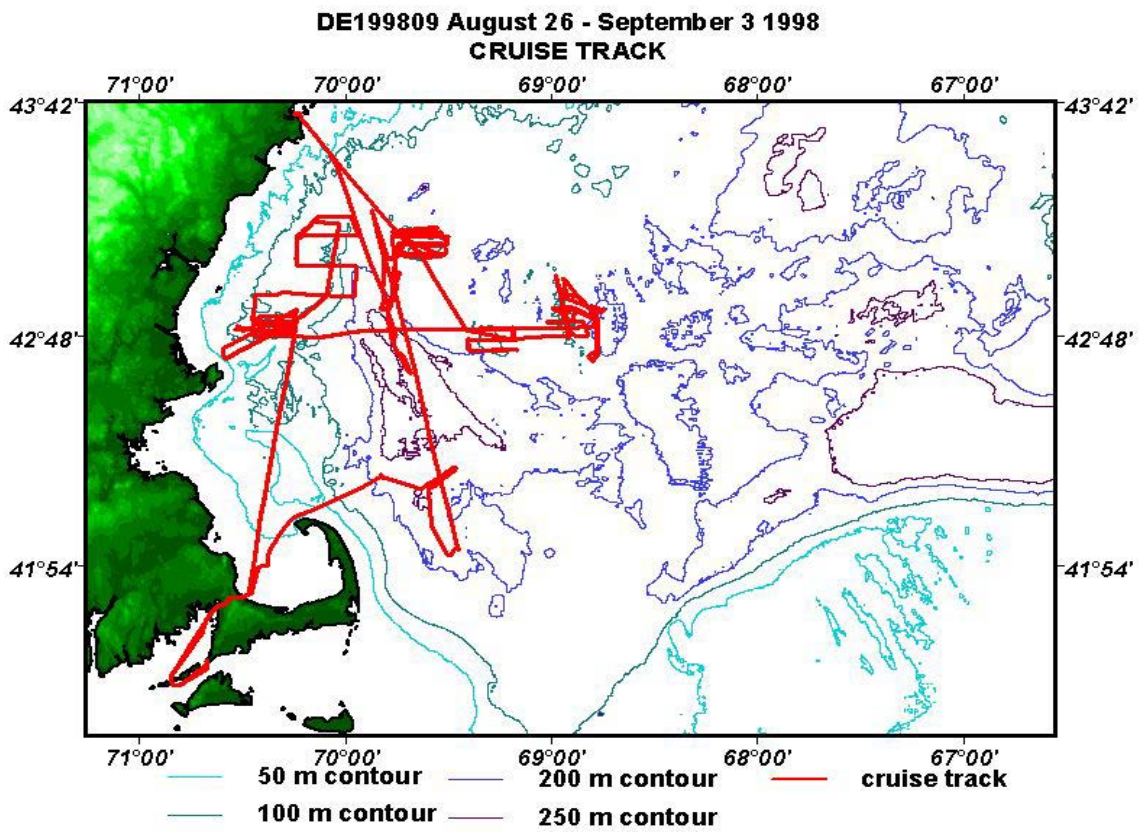 DE199809 August 26 - September 3 1998
CRUISE TRACK
71°00' 70°00' 69°00' 68°00' 67°00'
43°42' 43°42'
42°48' 42°48'
41°54' 41°54'
71°00' 70°00' 69°00' 68°00' 67°00'
50 m contour 200 m contour cruise track
100 m contour 250 m contour